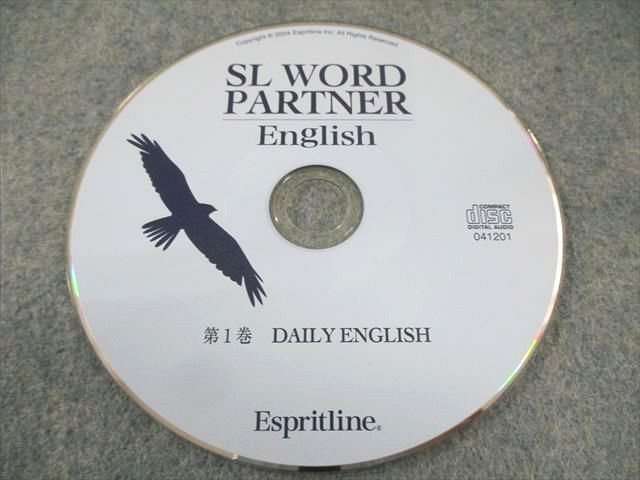 Copyright © 2004 Espritline Inc. All Rights Reserved.
SL WORD
PARTNER
English
COMPACT
disc
DIGITAL AUDIO
041201
第1巻 DAILY ENGLISH
Espritline®